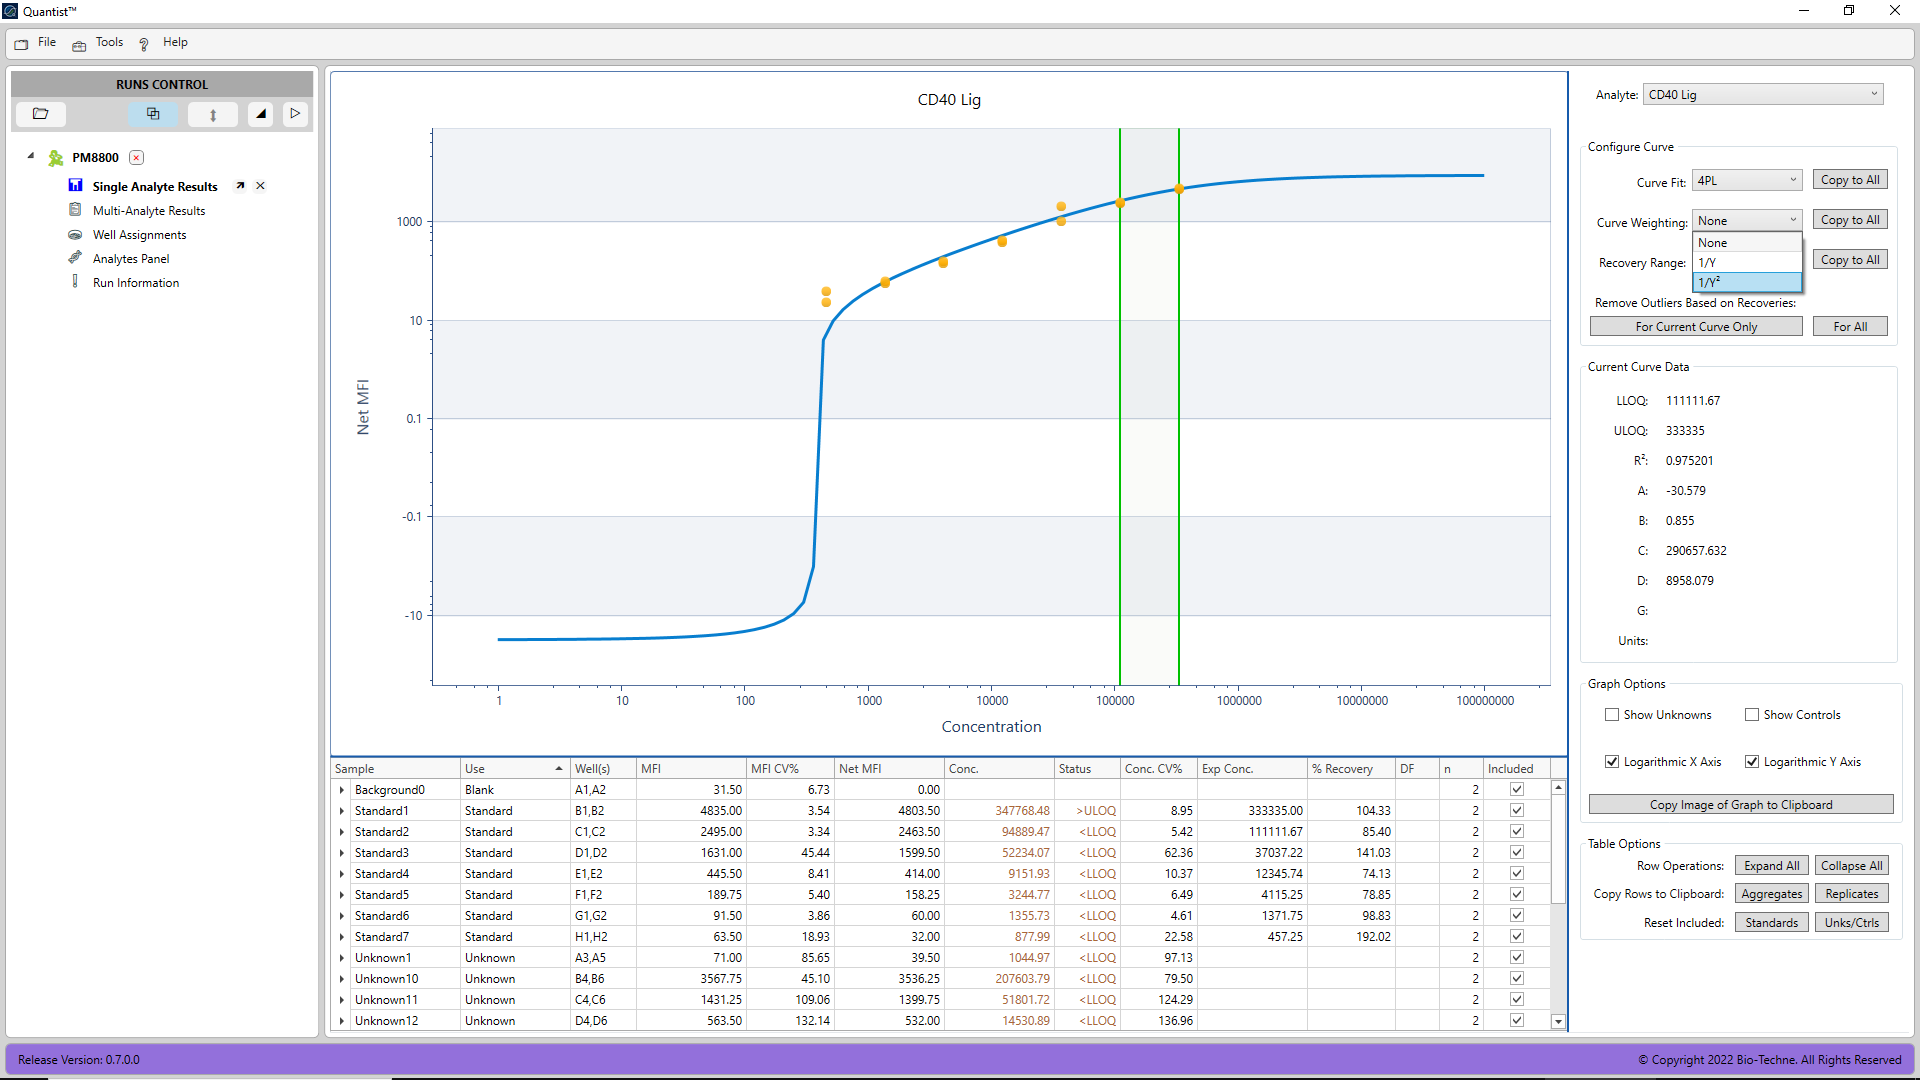 Quantist™
File Tools Help
RUNS CONTROL
PM8800
Single Analyte Results
Multi-Analyte Results
Well Assignments
Analytes Panel
Run Information
CD40 Lig
Net MFI
1000
10
0.1
-0.1
-10
1 10 100 1000 10000 100000 1000000 10000000 100000000
Concentration
Analyte: CD40 Lig
Configure Curve
Curve Fit: 4PL Copy to All
Curve Weighting: None Copy to All
None
1/Y
1/Y²
Recovery Range: Copy to All
Remove Outliers Based on Recoveries:
For Current Curve Only For All
Current Curve Data
LLOQ: 111111.67
ULOQ: 333335
R²: 0.975201
A: -30.579
B: 0.855
C: 290657.632
D: 8958.079
G:
Units:
Graph Options
Show Unknowns Show Controls
Logarithmic X Axis Logarithmic Y Axis
Copy Image of Graph to Clipboard
Table Options
Row Operations: Expand All Collapse All
Copy Rows to Clipboard: Aggregates Replicates
Reset Included: Standards Unks/Ctrls
Sample Use Well(s) MFI MFI CV% Net MFI Conc. Status Conc. CV% Exp Conc. % Recovery DF n Included
Background0 Blank A1,A2 31.50 6.73 0.00 2
Standard1 Standard B1,B2 4835.00 3.54 4803.50 347768.48 >ULOQ 8.95 333335.00 104.33 2
Standard2 Standard C1,C2 2495.00 3.34 2463.50 94889.47 <LLOQ 5.42 111111.67 85.40 2
Standard3 Standard D1,D2 1631.00 45.44 1599.50 52234.07 <LLOQ 62.36 37037.22 141.03 2
Standard4 Standard E1,E2 445.50 8.41 414.00 9151.93 <LLOQ 10.37 12345.74 74.13 2
Standard5 Standard F1,F2 189.75 5.40 158.25 3244.77 <LLOQ 6.49 4115.25 78.85 2
Standard6 Standard G1,G2 91.50 3.86 60.00 1355.73 <LLOQ 4.61 1371.75 98.83 2
Standard7 Standard H1,H2 63.50 18.93 32.00 877.99 <LLOQ 22.58 457.25 192.02 2
Unknown1 Unknown A3,A5 71.00 85.65 39.50 1044.97 <LLOQ 97.13 2
Unknown10 Unknown B4,B6 3567.75 45.10 3536.25 207603.79 <LLOQ 79.50 2
Unknown11 Unknown C4,C6 1431.25 109.06 1399.75 51801.72 <LLOQ 124.29 2
Unknown12 Unknown D4,D6 563.50 132.14 532.00 14530.89 <LLOQ 136.96 2
Release Version: 0.7.0.0
© Copyright 2022 Bio-Techne. All Rights Reserved